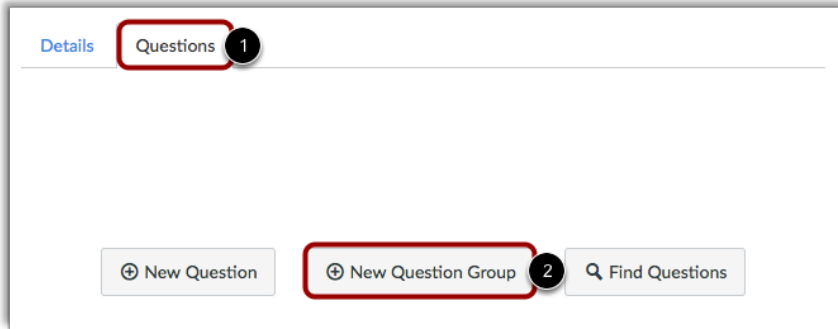 Details Questions 1
New Question New Question Group 2 Find Questions